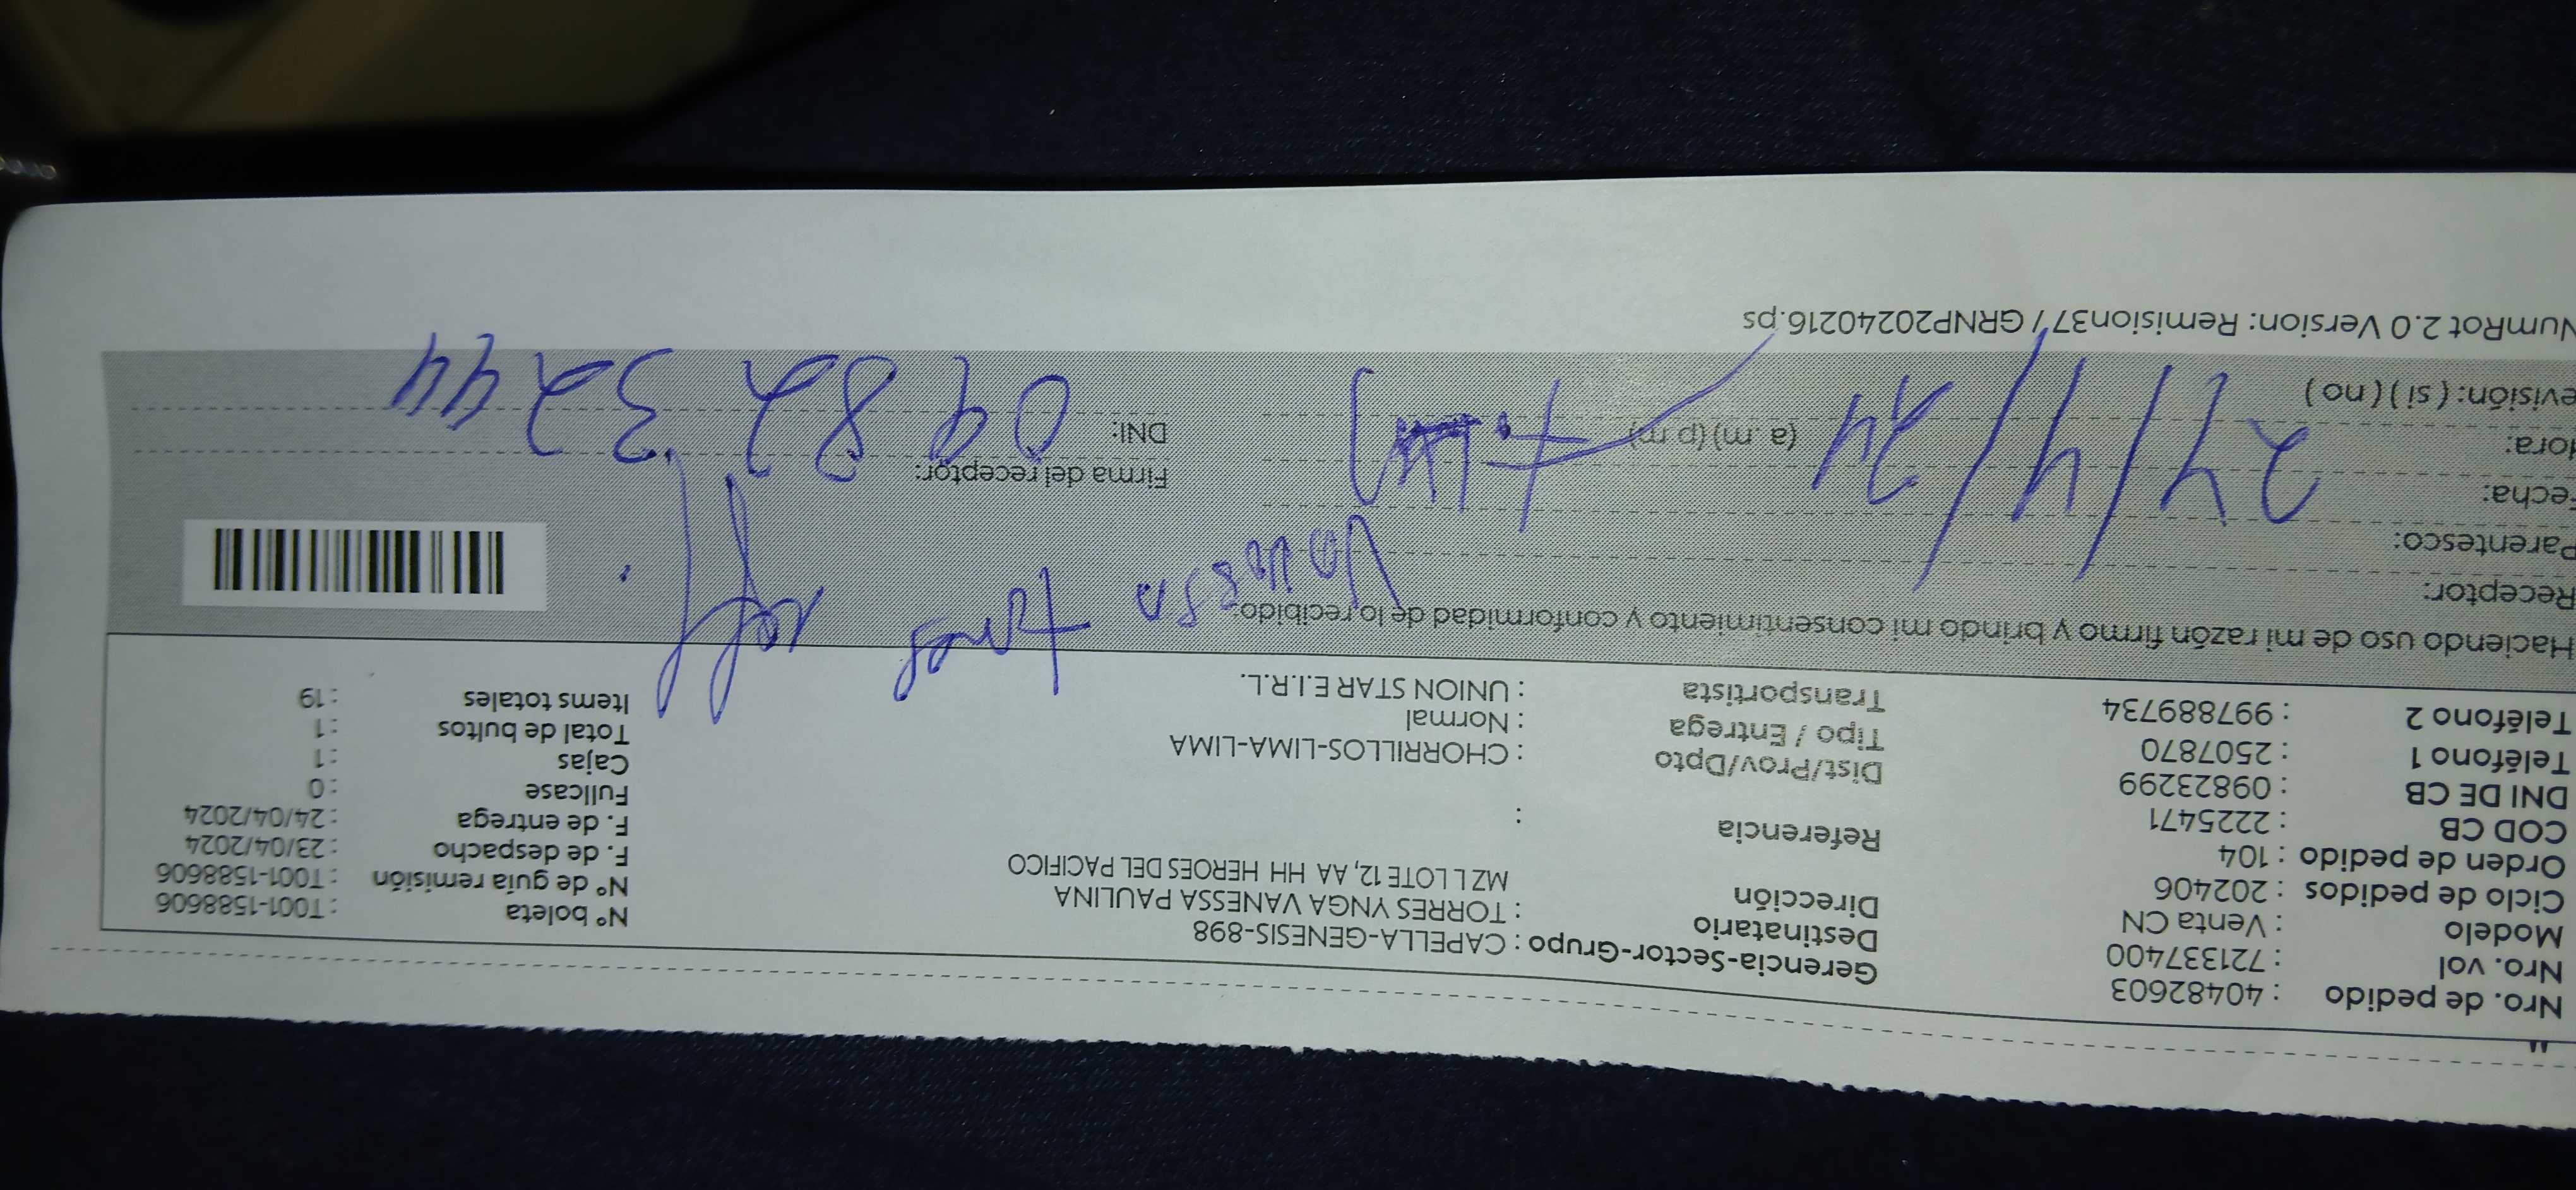 Nro. de pedido : 40482603
Nro. vol : 721337400
Modelo : Venta CN
Ciclo de pedidos : 202406
Orden de pedido : 104
COD CB : 2225471
DNI DE CB : 09823299
Teléfono 1 : 2507870
Teléfono 2 : 997889734
Gerencia-Sector-Grupo : CAPELLA-GENESIS-898
Destinatario : TORRES YNGA VANESSA PAULINA
Dirección MZ L LOTE 12, AA HH HEROES DEL PACIFICO
Referencia :
Dist/Prov/Dpto : CHORRILLOS-LIMA-LIMA
Tipo / Entrega : Normal
Transportista : UNION STAR E.I.R.L.
Nº boleta : T001-1588606
Nº de guía remisión : T001-1588606
F. de despacho : 23/04/2024
F. de entrega : 24/04/2024
Fullcase : 0
Cajas : 1
Total de bultos : 1
Items totales : 19
Haciendo uso de mi razón firmo y brindo mi consentimiento y conformidad de lo recibido:
Receptor: Vanessa Torres
Parentesco:
Fecha: 24/4/24
Hora: (a .m) (p m)
evisión: ( si ) ( no )
Firma del receptor:
DNI:
NumRot 2.0 Version: Remision37 / GRNP20240216.ps